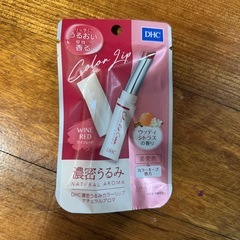 うるおい
香る
DHC
Color Lip
WINE
RED
濃密うるみ
NATURAL AROMA
DHC濃密うるみカラーリップ
ナチュラルアロマ
ウッディ
シトラス
の香り